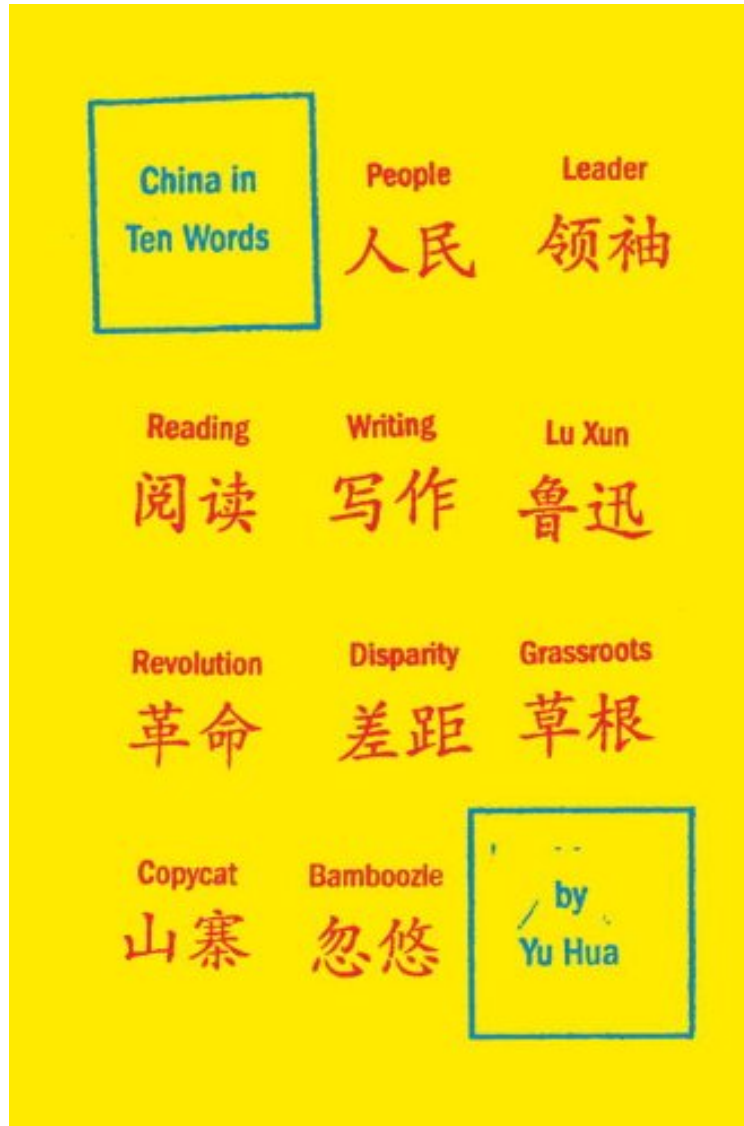 China in
Ten Words
People
人民
Leader
领袖
Reading
阅读
Writing
写作
Lu Xun
鲁迅
Revolution
革命
Disparity
差距
Grassroots
草根
Copycat
山寨
Bamboozle
忽悠
by
Yu Hua